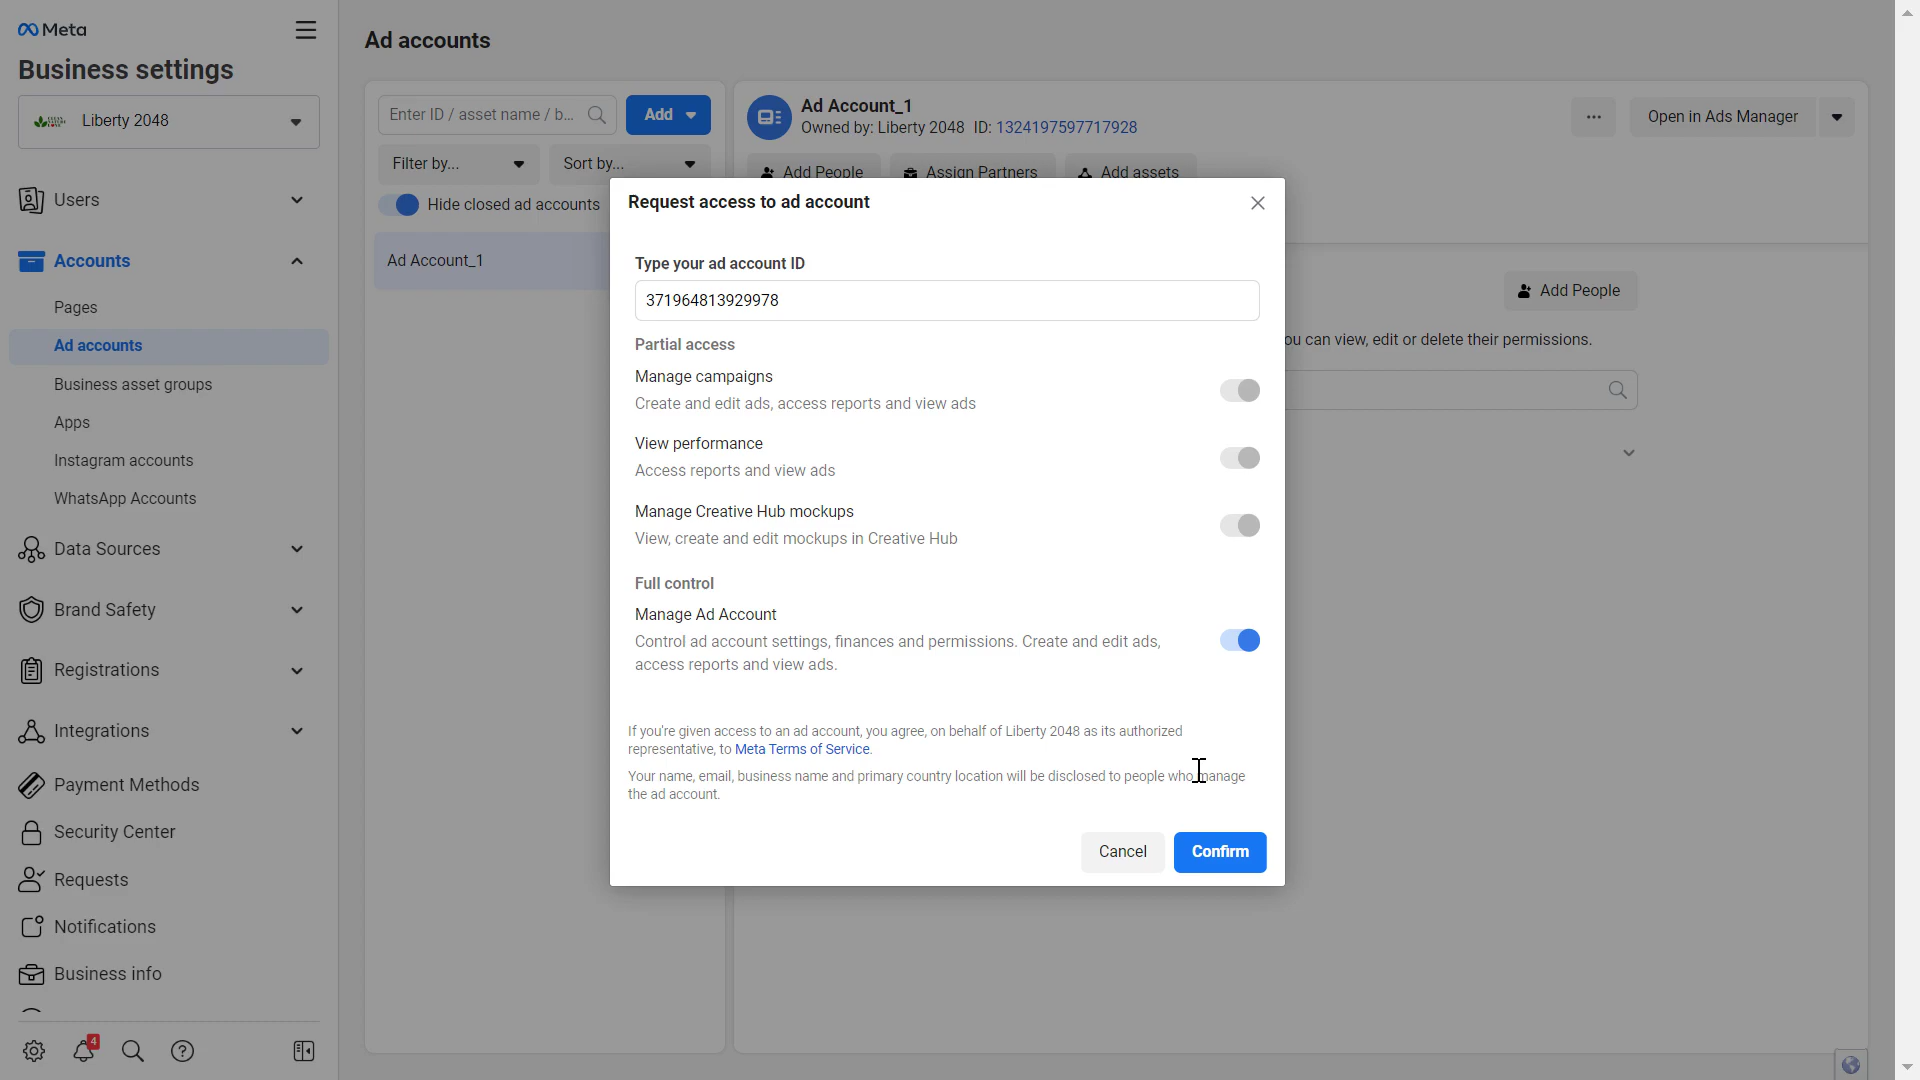 Meta
Business settings
Liberty 2048
Users
Accounts
Pages
Ad accounts
Business asset groups
Apps
Instagram accounts
WhatsApp Accounts
Data Sources
Brand Safety
Registrations
Integrations
Payment Methods
Security Center
Requests
Notifications
Business info
4
Ad accounts
Enter ID / asset name / b...
Add
Filter by...
Sort by...
Hide closed ad accounts
Ad Account_1
Ad Account_1
Owned by: Liberty 2048 ID: 1324197597717928
Open in Ads Manager
Add People
Assign Partners
Add assets
Add People
ou can view, edit or delete their permissions.
Request access to ad account
Type your ad account ID
371964813929978
Partial access
Manage campaigns
Create and edit ads, access reports and view ads
View performance
Access reports and view ads
Manage Creative Hub mockups
View, create and edit mockups in Creative Hub
Full control
Manage Ad Account
Control ad account settings, finances and permissions. Create and edit ads,
access reports and view ads.
If you're given access to an ad account, you agree, on behalf of Liberty 2048 as its authorized
representative, to Meta Terms of Service.
Your name, email, business name and primary country location will be disclosed to people who manage
the ad account.
Cancel
Confirm